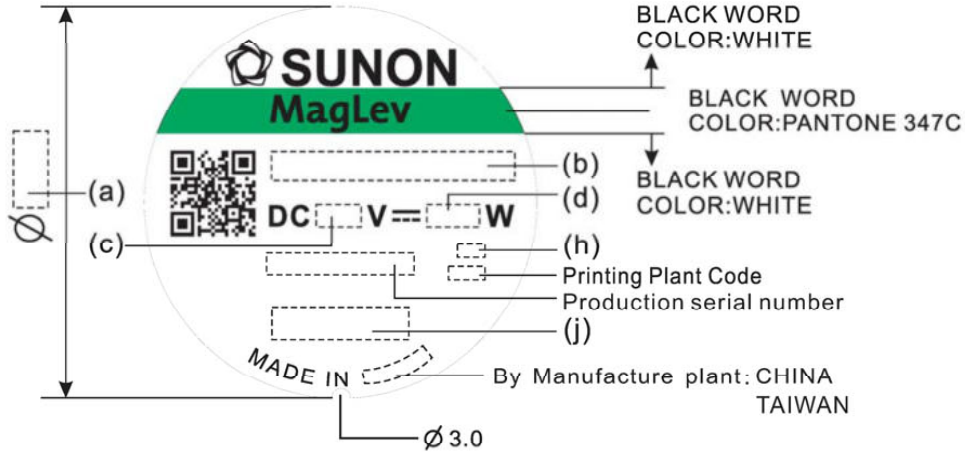 BLACK WORD
COLOR:WHITE
SUNON
MagLev
BLACK WORD
COLOR:PANTONE 347C
(b)
BLACK WORD
COLOR:WHITE
(a)
(d)
DC V W
Ø
(c)
(h)
Printing Plant Code
Production serial number
(j)
MADE IN
By Manufacture plant: CHINA
TAIWAN
Ø 3.0